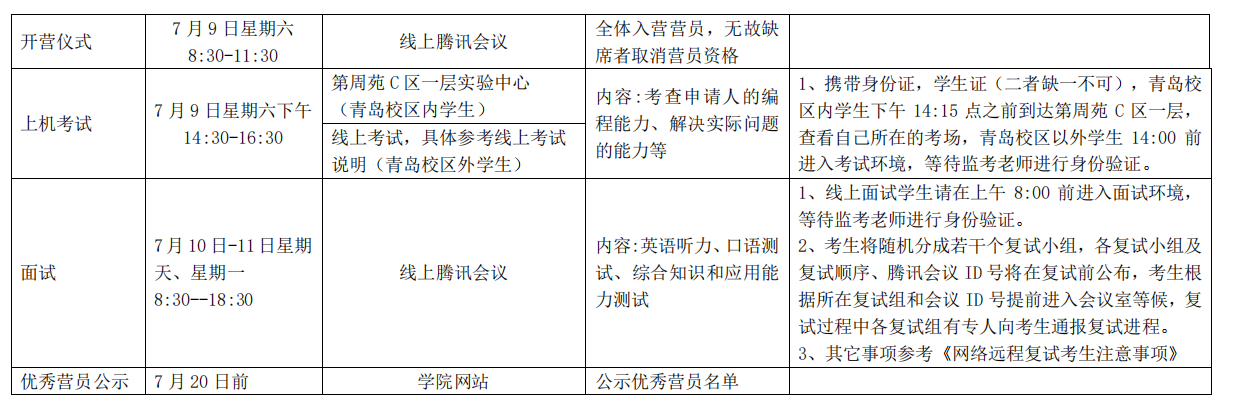 开营仪式
7 月 9 日星期六
8:30-11:30
线上腾讯会议
全体入营营员，无故缺
席者取消营员资格
上机考试
7 月 9 日星期六下午
14:30-16:30
第周苑 C 区一层实验中心
（青岛校区内学生）
线上考试，具体参考线上考试
说明（青岛校区外学生）
内容:考查申请人的编
程能力、解决实际问题
的能力等
1、携带身份证，学生证（二者缺一不可），青岛校
区内学生下午 14:15 点之前到达第周苑 C 区一层，
查看自己所在的考场，青岛校区以外学生 14:00 前
进入考试环境，等待监考老师进行身份验证。
面试
7 月 10 日-11 日星期
天、星期一
8:30--18:30
线上腾讯会议
内容:英语听力、口语测
试、综合知识和应用能
力测试
1、线上面试学生请在上午 8:00 前进入面试环境，
等待监考老师进行身份验证。
2、考生将随机分成若干个复试小组，各复试小组及
复试顺序、腾讯会议 ID 号将在复试前公布，考生根
据所在复试组和会议 ID 号提前进入会议室等候，复
试过程中各复试组有专人向考生通报复试进程。
3、其它事项参考《网络远程复试考生注意事项》
优秀营员公示
7 月 20 日前
学院网站
公示优秀营员名单